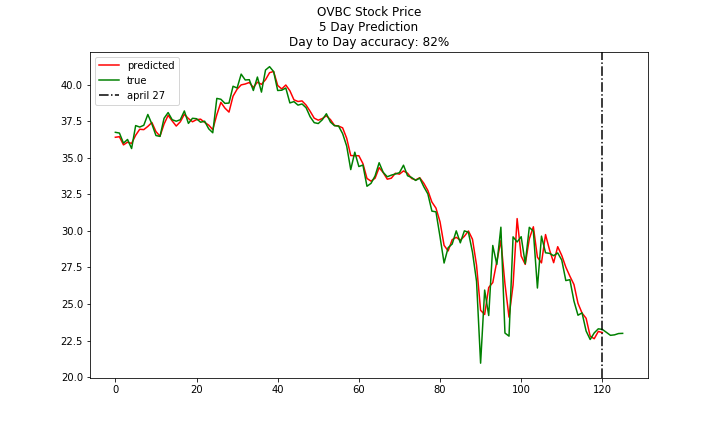 OVBC Stock Price
5 Day Prediction
Day to Day accuracy: 82%
predicted
true
april 27
40.0
37.5
35.0
32.5
30.0
27.5
25.0
22.5
20.0
0 20 40 60 80 100 120